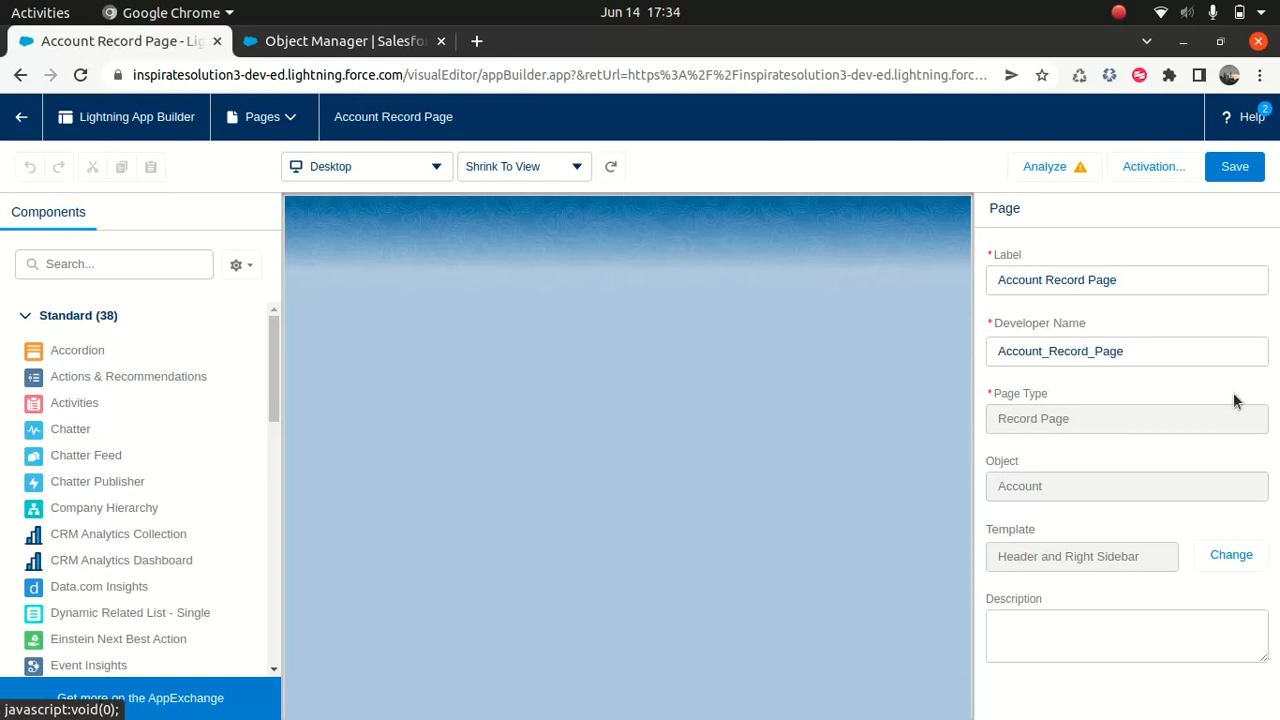 Activities
Google Chrome
Jun 14 17:34
Account Record Page - Lig
Object Manager | Salesfo
inspiratesolution3-dev-ed.lightning.force.com/visualEditor/appBuilder.app?&retUrl=https%3A%2F%2Finspiratesolution3-dev-ed.lightning.forc...
Lightning App Builder
Pages
Account Record Page
? Help
2
Desktop
Shrink To View
Analyze
Activation...
Save
Components
Search...
Standard (38)
Accordion
Actions & Recommendations
Activities
Chatter
Chatter Feed
Chatter Publisher
Company Hierarchy
CRM Analytics Collection
CRM Analytics Dashboard
d Data.com Insights
Dynamic Related List - Single
Einstein Next Best Action
Event Insights
Get more on the AppExchange
javascript:void(0);
Page
*Label
Account Record Page
*Developer Name
Account_Record_Page
*Page Type
Record Page
Object
Account
Template
Header and Right Sidebar
Change
Description